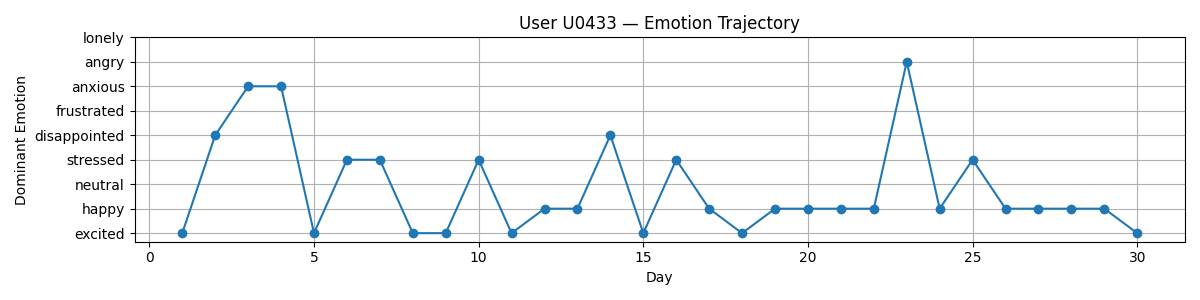 User U0433 — Emotion Trajectory
Dominant Emotion
lonely
angry
anxious
frustrated
disappointed
stressed
neutral
happy
excited
0 5 10 15 20 25 30
Day